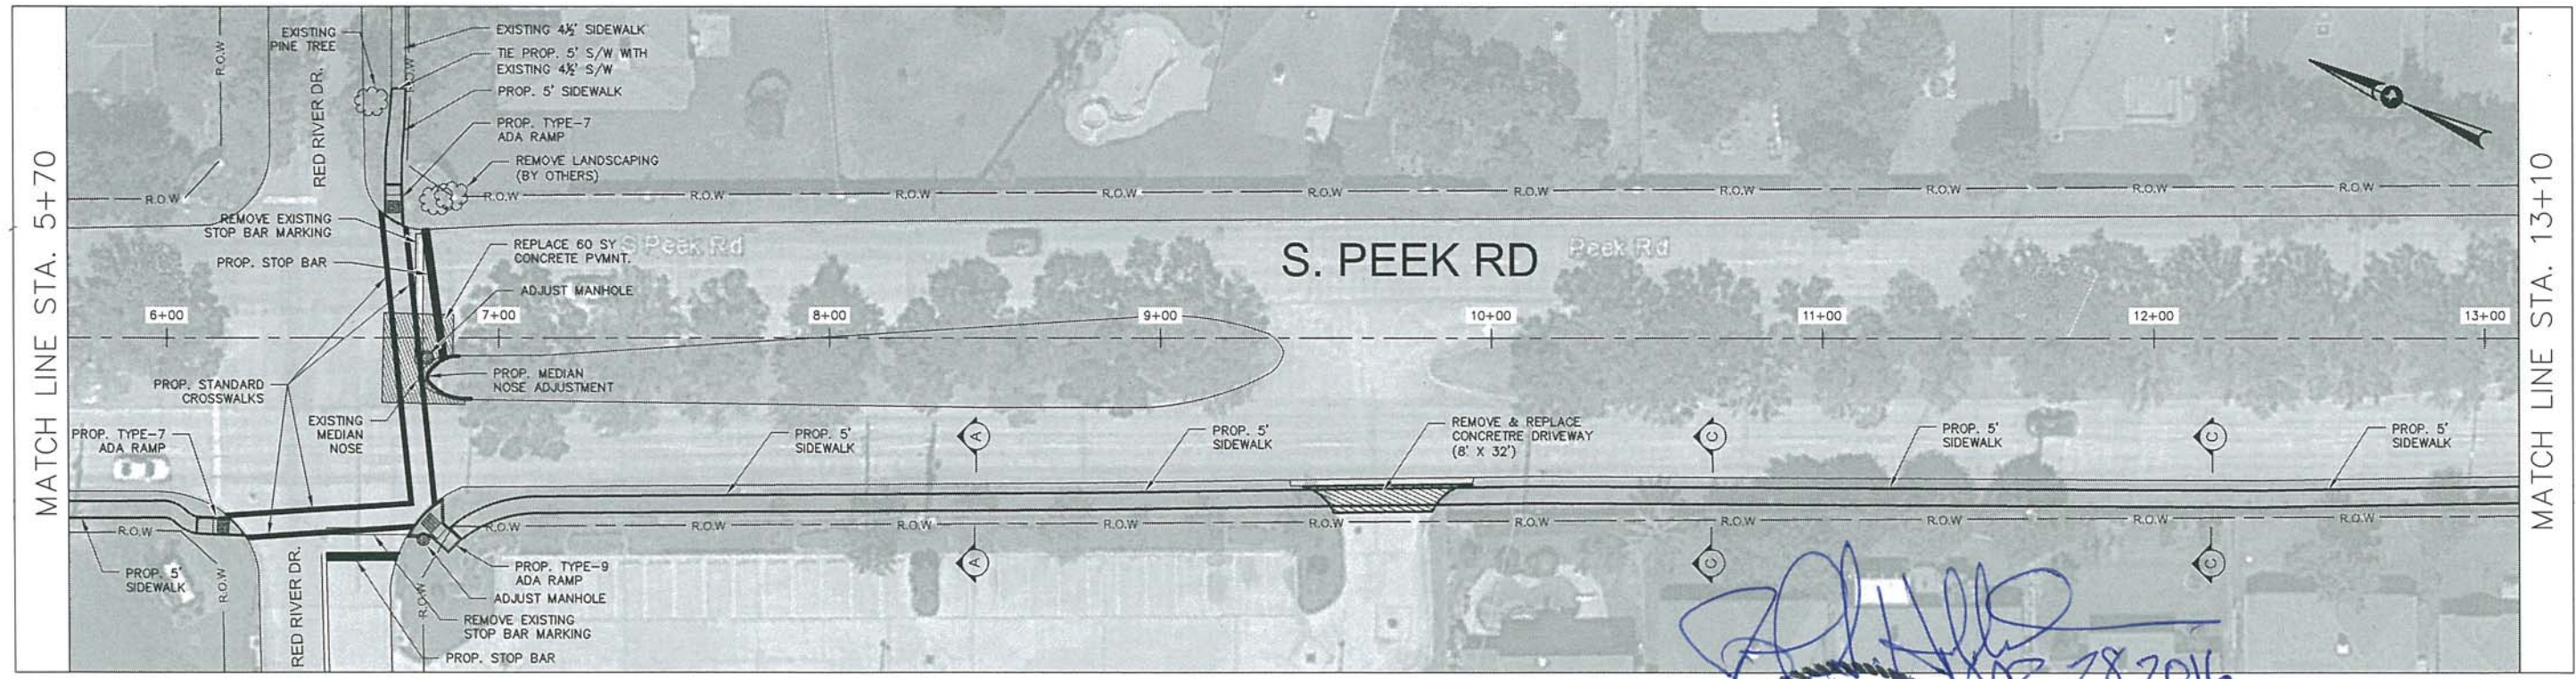 MATCH LINE STA. 5+70
EXISTING
PINE TREE
EXISTING 4½' SIDEWALK
TIE PROP. 5' S/W WITH
EXISTING 4½' S/W
PROP. 5' SIDEWALK
PROP. TYPE-7
ADA RAMP
REMOVE LANDSCAPING
(BY OTHERS)
R.O.W
R.O.W
RED RIVER DR.
R.O.W
R.O.W
R.O.W
R.O.W
R.O.W
R.O.W
R.O.W
R.O.W
R.O.W
R.O.W
R.O.W
R.O.W
REMOVE EXISTING
STOP BAR MARKING
PROP. STOP BAR
REPLACE 60 SY
CONCRETE PVMNT.
S Peek Rd
S. PEEK RD
Peek Rd
ADJUST MANHOLE
6+00
7+00
8+00
9+00
10+00
11+00
12+00
13+00
PROP. STANDARD
CROSSWALKS
PROP. MEDIAN
NOSE ADJUSTMENT
EXISTING
MEDIAN
NOSE
PROP. TYPE-7
ADA RAMP
PROP. 5'
SIDEWALK
A
PROP. 5'
SIDEWALK
REMOVE & REPLACE
CONCRETRE DRIVEWAY
(8' X 32')
C
PROP. 5'
SIDEWALK
C
PROP. 5'
SIDEWALK
R.O.W
R.O.W
R.O.W
R.O.W
R.O.W
R.O.W
R.O.W
R.O.W
R.O.W
R.O.W
R.O.W
PROP. 5'
SIDEWALK
R.O.W
RED RIVER DR.
R.O.W
A
C
C
PROP. TYPE-9
ADA RAMP
ADJUST MANHOLE
REMOVE EXISTING
STOP BAR MARKING
PROP. STOP BAR
28 2016
MATCH LINE STA. 13+10